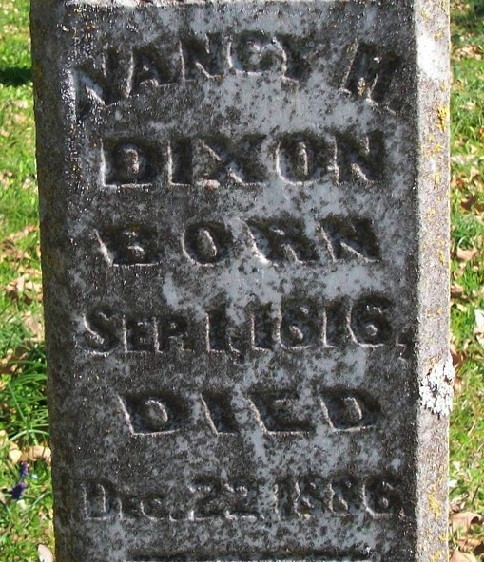 NANCY M.
DIXON
BORN
SEP. 1, 1816,
DIED
DEC. 22, 1886.